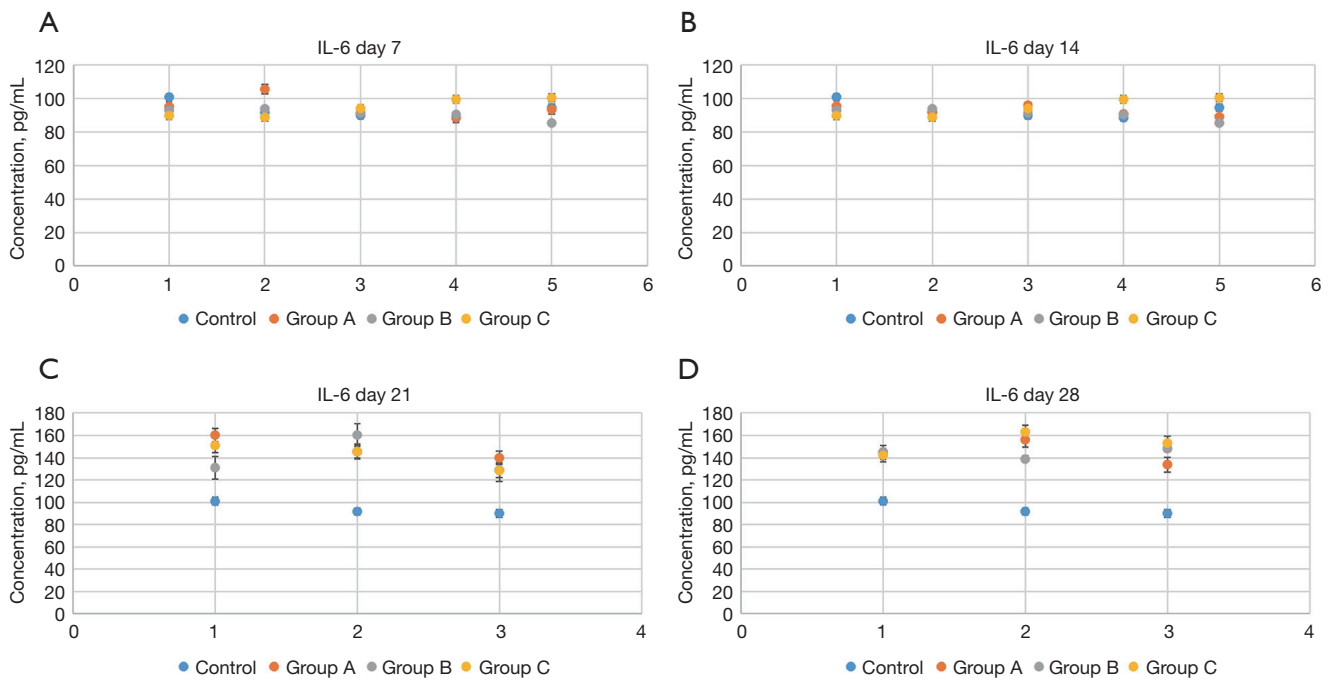 A
IL-6 day 7
Concentration, pg/mL
120
100
80
60
40
20
0
0 1 2 3 4 5 6
Control Group A Group B Group C
B
IL-6 day 14
Concentration, pg/mL
120
100
80
60
40
20
0
0 1 2 3 4 5 6
Control Group A Group B Group C
C
IL-6 day 21
Concentration, pg/mL
180
160
140
120
100
80
60
40
20
0
0 1 2 3 4
Control Group A Group B Group C
D
IL-6 day 28
Concentration, pg/mL
180
160
140
120
100
80
60
40
20
0
0 1 2 3 4
Control Group A Group B Group C